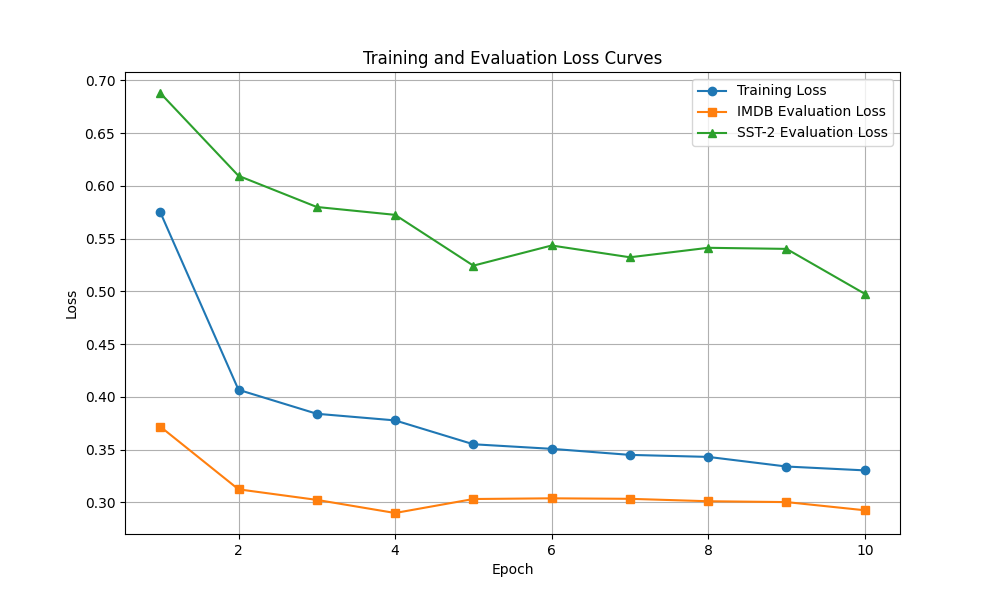 Training and Evaluation Loss Curves
Training Loss
IMDB Evaluation Loss
SST-2 Evaluation Loss
0.70
0.65
0.60
0.55
0.50
0.45
0.40
0.35
0.30
Loss
2
4
6
8
10
Epoch